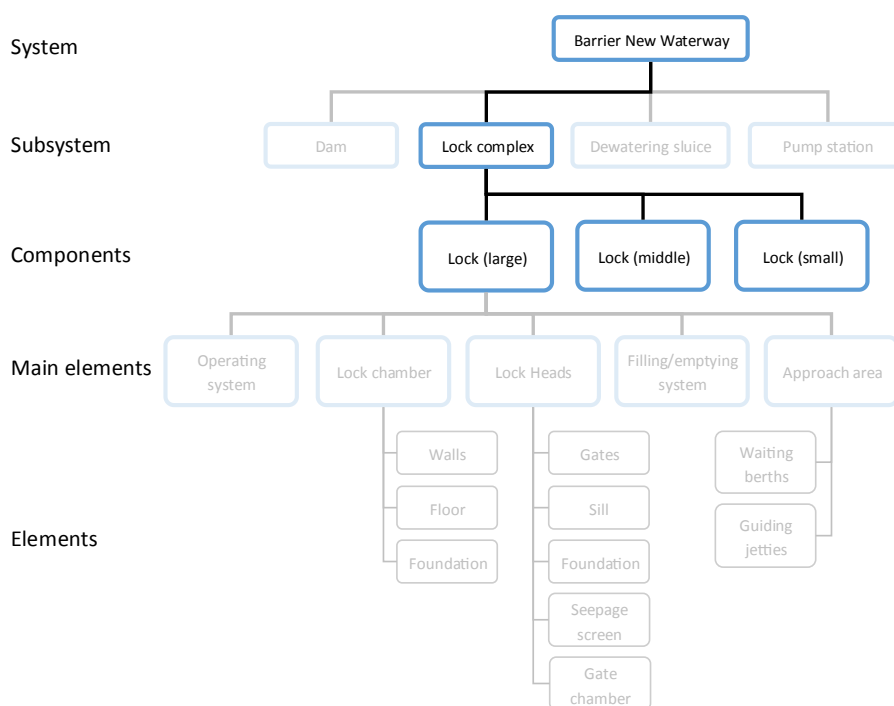 System
Barrier New Waterway
Subsystem
Dam
Lock complex
Dewatering sluice
Pump station
Components
Lock (large)
Lock (middle)
Lock (small)
Main elements
Operating
system
Lock chamber
Lock Heads
Filling/emptying
system
Approach area
Elements
Walls
Floor
Foundation
Gates
Sill
Foundation
Seepage
screen
Gate
chamber
Waiting
berths
Guiding
jetties